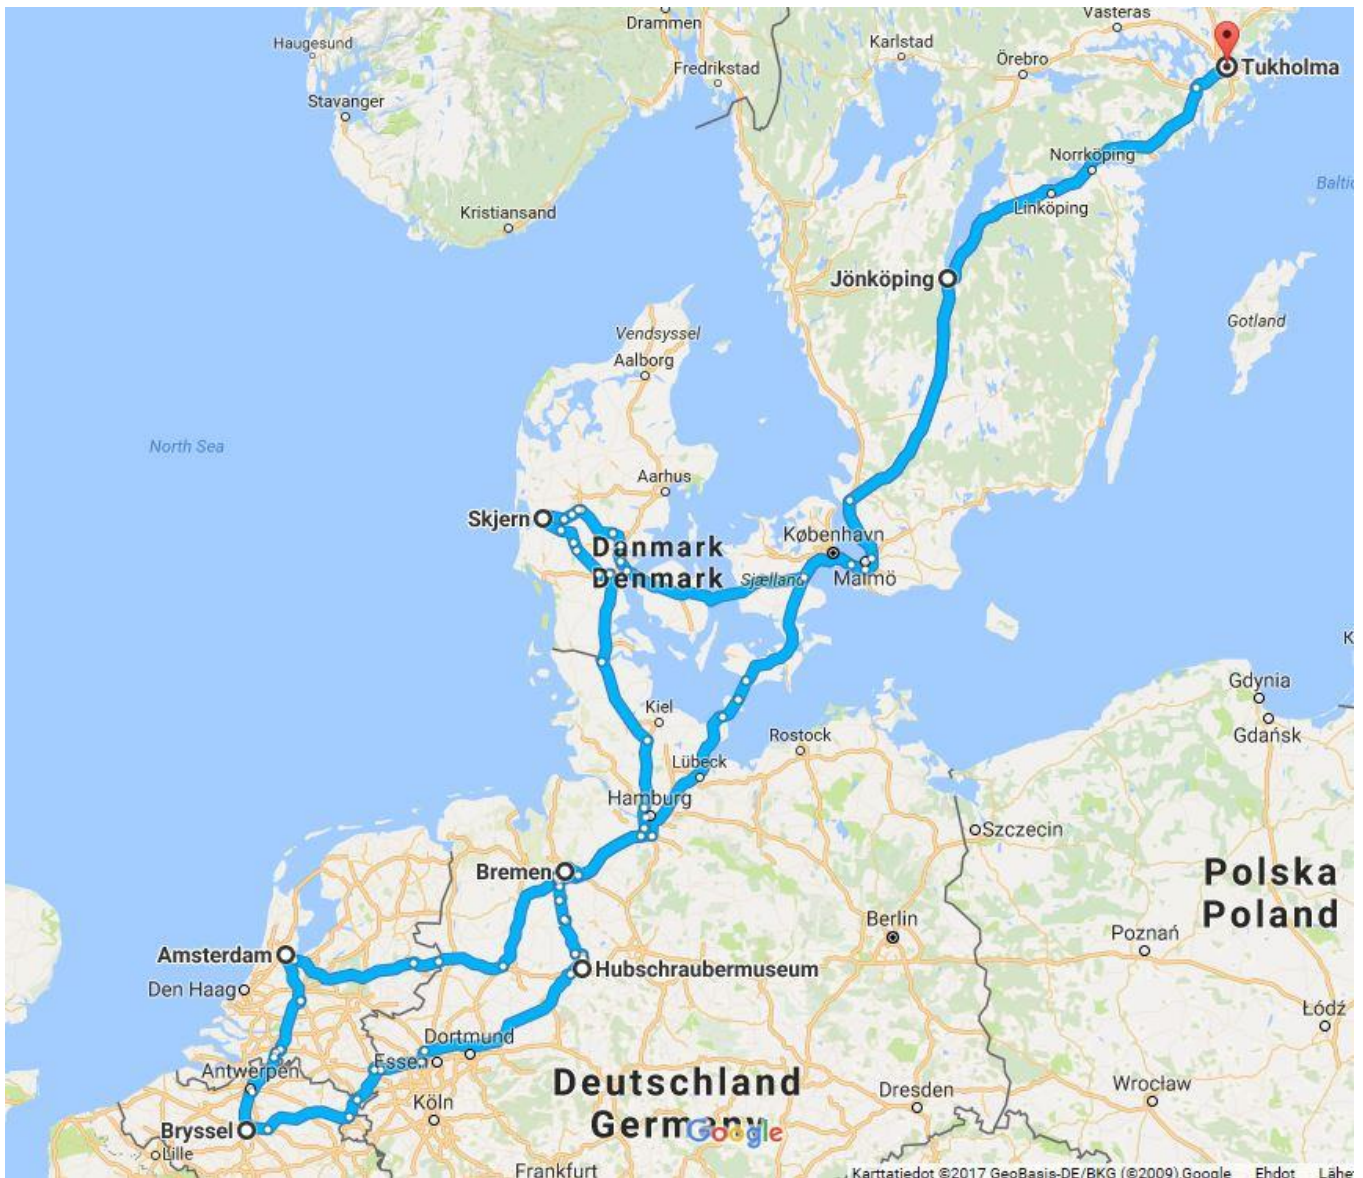 Drammen
Västerås
Haugesund
Karlstad
Örebro
Fredrikstad
Tukholma
Stavanger
Norrköping
Linköping
Kristiansand
Jönköping
Gotland
Vendsyssel
Aalborg
North Sea
Aarhus
Skjern
København
Danmark
Denmark
Sjælland
Malmö
Gdynia
Gdańsk
Kiel
Rostock
Lübeck
Hamburg
Szczecin
Bremen
Polska
Poland
Berlin
Poznań
Amsterdam
Hubschraubermuseum
Den Haag
Łódź
Dortmund
Essen
Antwerpen
Deutschland
Germany
Google
Dresden
Wrocław
Köln
Bryssel
Lille
Frankfurt
Karttatiedot ©2017 GeoBasis-DE/BKG (©2009) Google Ehdot